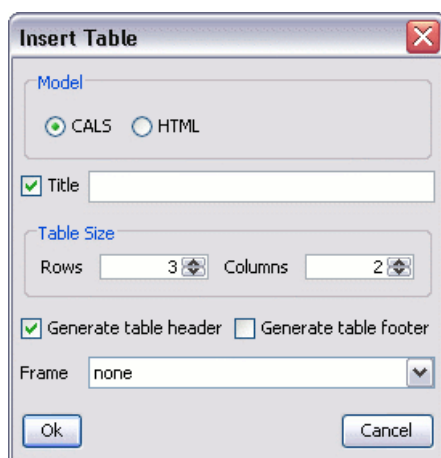 Insert Table
Model
CALS HTML
Title
Table Size
Rows 3 Columns 2
Generate table header Generate table footer
Frame none
Ok Cancel